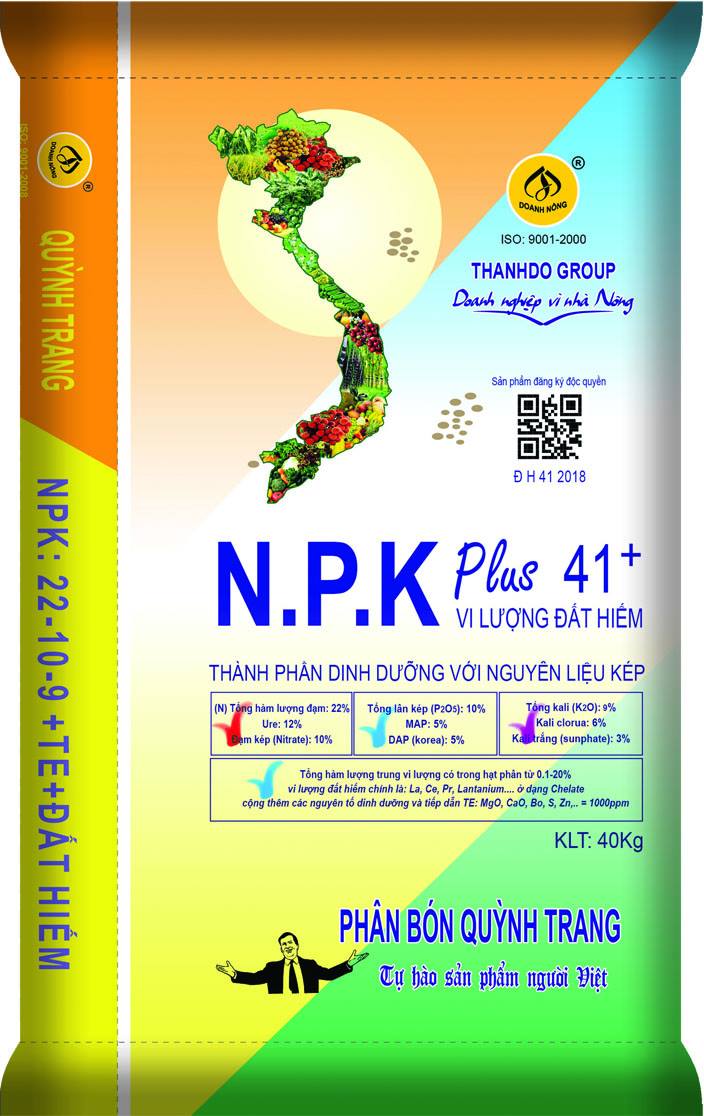 ISO: 9001-2008
DOANH NÔNG
®
QUỲNH TRANG
NPK: 22-10-9 +TE+ĐẤT HIẾM
®
DOANH NÔNG
ISO: 9001-2000
THANHDO GROUP
Doanh nghiệp vì nhà Nông
Sản phẩm đăng ký độc quyền
Đ H 41 2018
N.P.K Plus 41+
VI LƯỢNG ĐẤT HIẾM
THÀNH PHẦN DINH DƯỠNG VỚI NGUYÊN LIỆU KÉP
(N) Tổng hàm lượng đạm: 22%
Ure: 12%
Đạm kép (Nitrate): 10%
Tổng lân kép (P2O5): 10%
MAP: 5%
DAP (korea): 5%
Tổng kali (K2O): 9%
Kali clorua: 6%
Kali trắng (sunphate): 3%
Tổng hàm lượng trung vi lượng có trong hạt phân từ 0.1-20%
vi lượng đất hiếm chính là: La, Ce, Pr, Lantanium.... ở dạng Chelate
cộng thêm các nguyên tố dinh dưỡng và tiếp dẫn TE: MgO, CaO, Bo, S, Zn,.. = 1000ppm
KLT: 40Kg
PHÂN BÓN QUỲNH TRANG
Tự hào sản phẩm người Việt